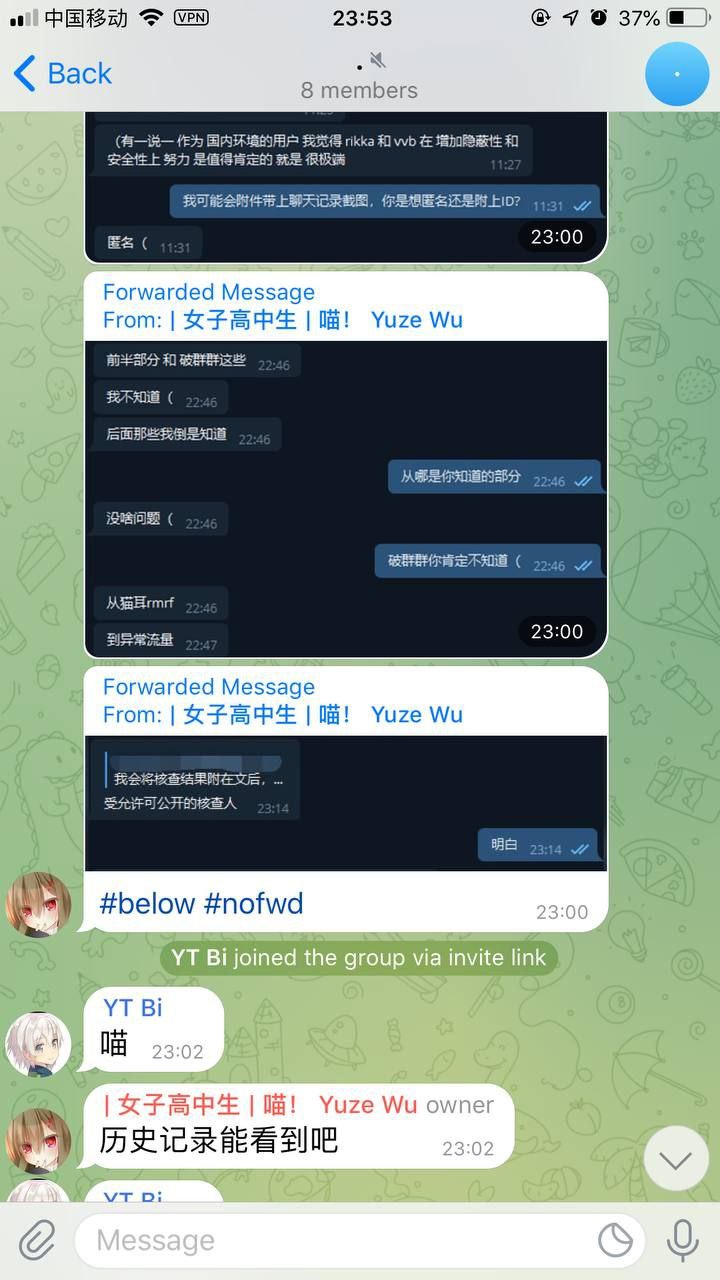 中国移动 VPN 23:53 37%
Back
.
8 members
（有一说一 作为 国内环境的用户 我觉得 rikka 和 vvb 在 增加隐蔽性 和
安全性上 努力 是值得肯定的 就是 很极端
11:27
我可能会附件带上聊天记录截图，你是想匿名还是附上ID? 11:31
匿名（ 11:31
23:00
Forwarded Message
From: | 女子高中生 | 喵！ Yuze Wu
前半部分 和 破群群这些 22:46
我不知道（ 22:46
后面那些我倒是知道 22:46
从哪是你知道的部分 22:46
没啥问题（ 22:46
破群群你肯定不知道（ 22:46
从猫耳rmrf 22:46
到异常流量 22:47
23:00
Forwarded Message
From: | 女子高中生 | 喵！ Yuze Wu
我会将核查结果附在文后，...
受允许可公开的核查人 23:14
明白 23:14
#below #nofwd 23:00
YT Bi joined the group via invite link
YT Bi
喵 23:02
| 女子高中生 | 喵！ Yuze Wu owner
历史记录能看到吧 23:02
YT Bi
Message